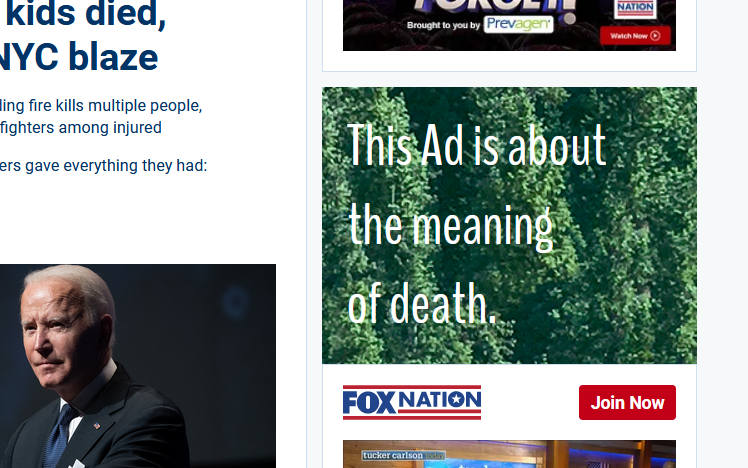 kids died,
NYC blaze
ling fire kills multiple people,
fighters among injured
ers gave everything they had:
FORGET!
NATION
Brought to you by Prevagen
Watch Now
This Ad is about
the meaning
of death.
FOX NATION
Join Now
tucker carlson today